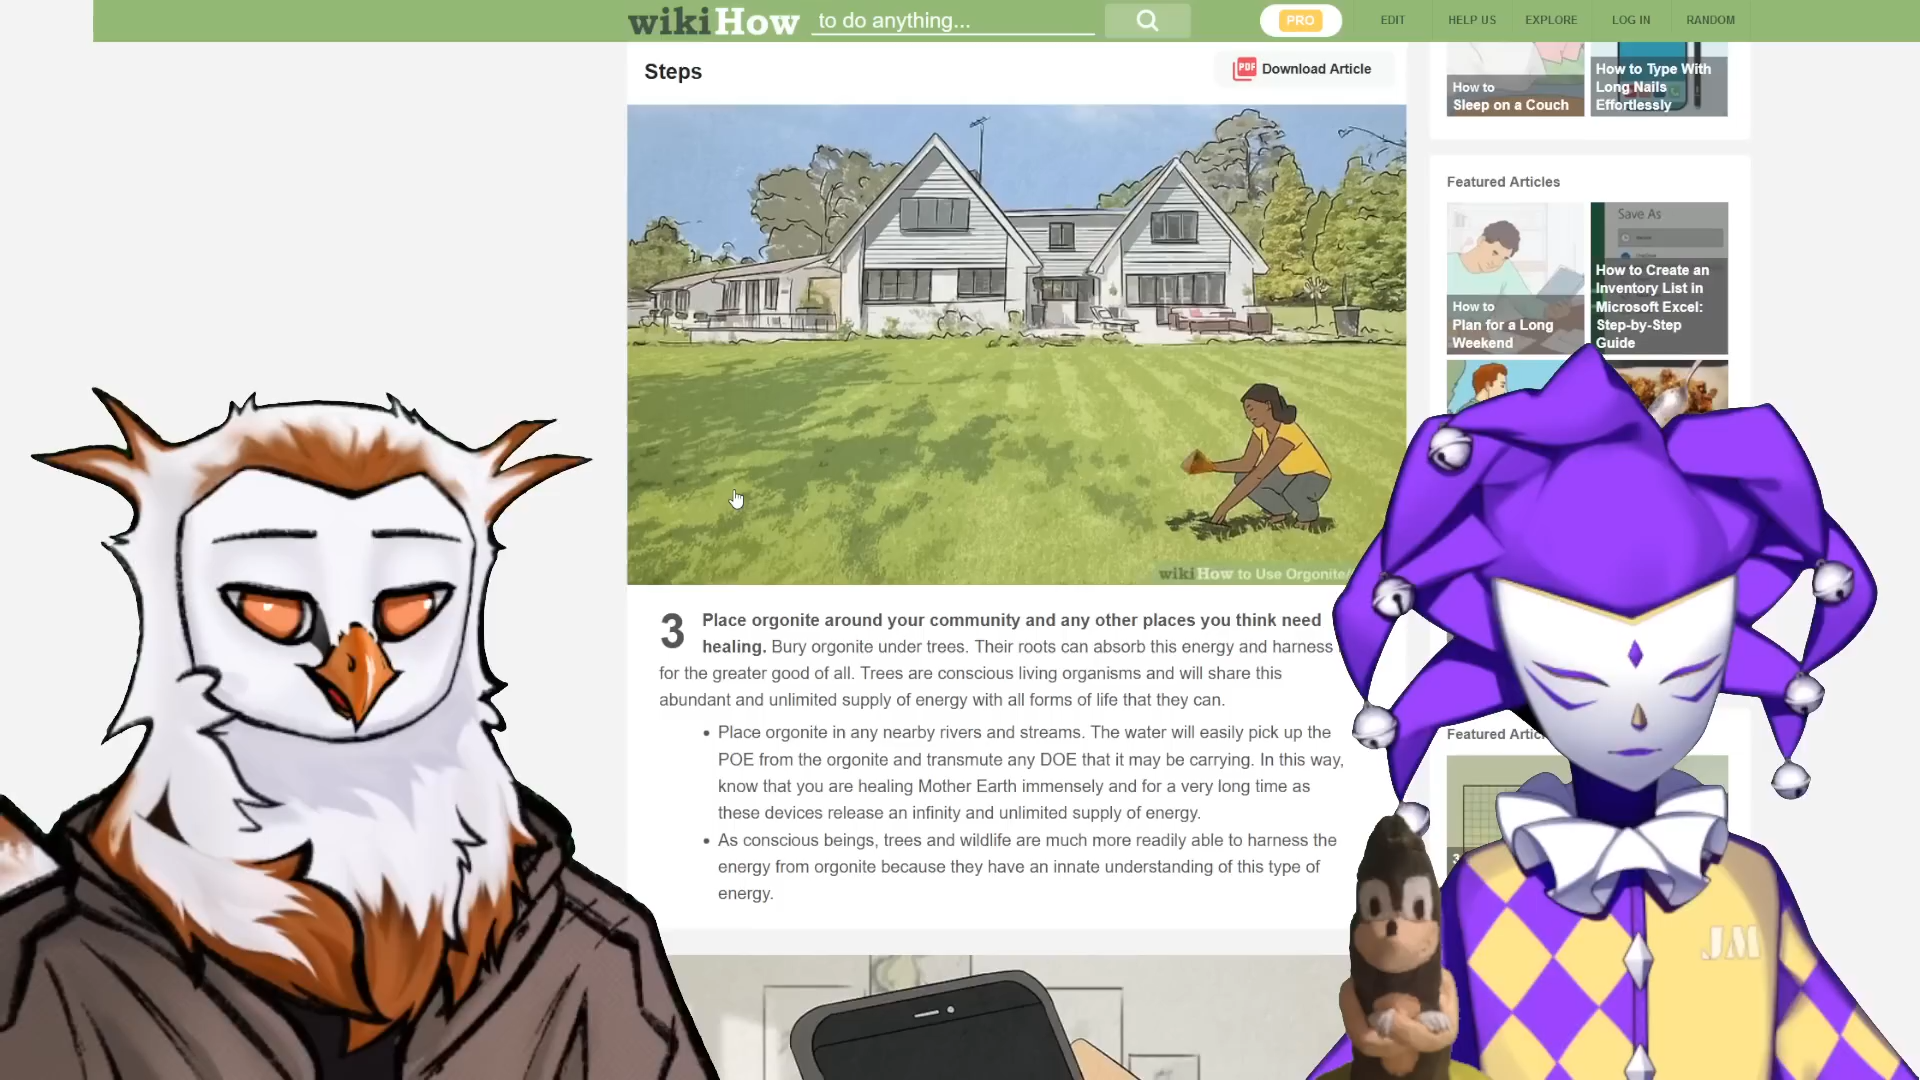 wikiHow to do anything...
PRO
EDIT
HELP US
EXPLORE
LOG IN
RANDOM
Steps
Download Article
PDF
How to
Sleep on a Couch
How to Type With
Long Nails
Effortlessly
Featured Articles
How to
Plan for a Long
Weekend
Save As
How to Create an
Inventory List in
Microsoft Excel:
Step-by-Step
Guide
wikiHow to Use Orgonite
3 Place orgonite around your community and any other places you think need
healing. Bury orgonite under trees. Their roots can absorb this energy and harness
for the greater good of all. Trees are conscious living organisms and will share this
abundant and unlimited supply of energy with all forms of life that they can.
Place orgonite in any nearby rivers and streams. The water will easily pick up the
POE from the orgonite and transmute any DOE that it may be carrying. In this way,
know that you are healing Mother Earth immensely and for a very long time as
these devices release an infinity and unlimited supply of energy.
As conscious beings, trees and wildlife are much more readily able to harness the
energy from orgonite because they have an innate understanding of this type of
energy.
Featured
3
JM